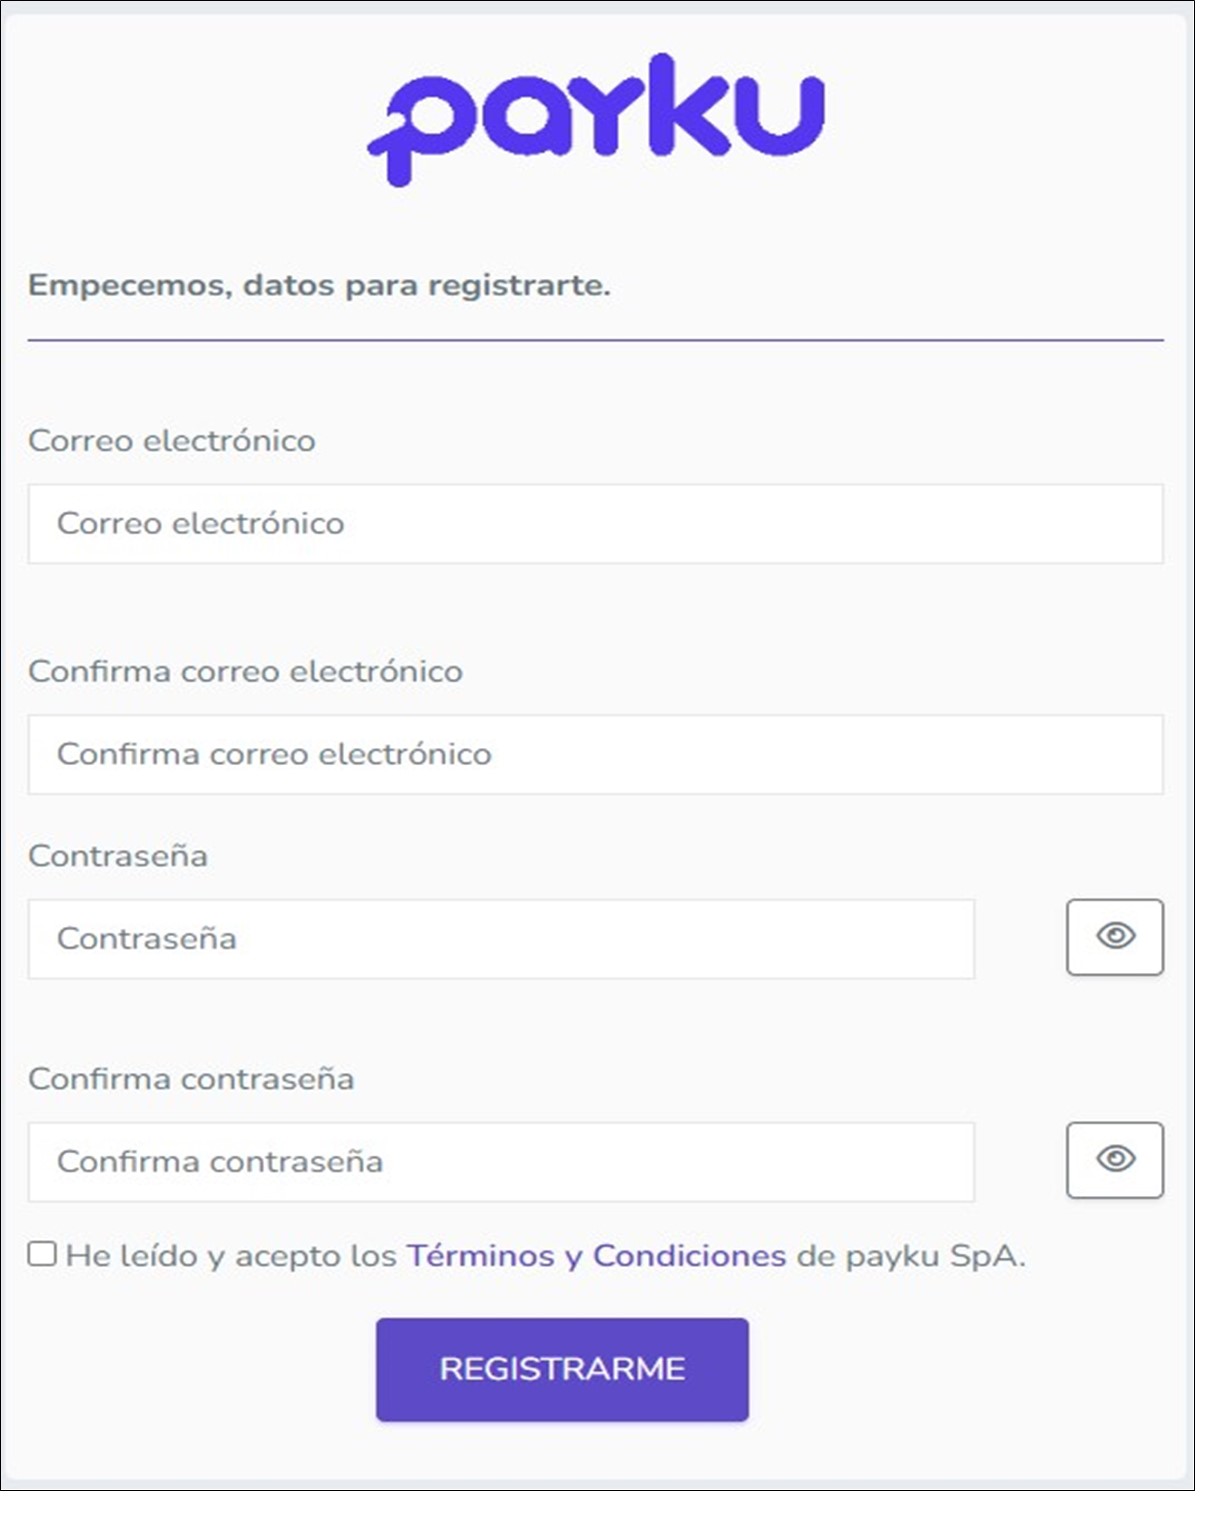 payku
Empecemos, datos para registrarte.
Correo electrónico
Correo electrónico
Confirma correo electrónico
Confirma correo electrónico
Contraseña
Contraseña
Confirma contraseña
Confirma contraseña
He leído y acepto los Términos y Condiciones de payku SpA.
REGISTRARME